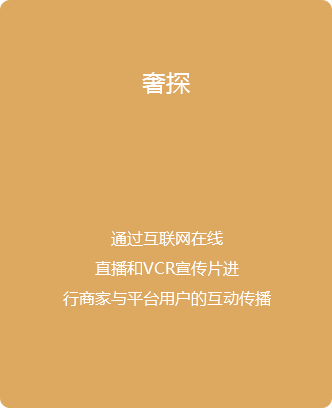 奢探
通过互联网在线
直播和VCR宣传片进
行商家与平台用户的互动传播